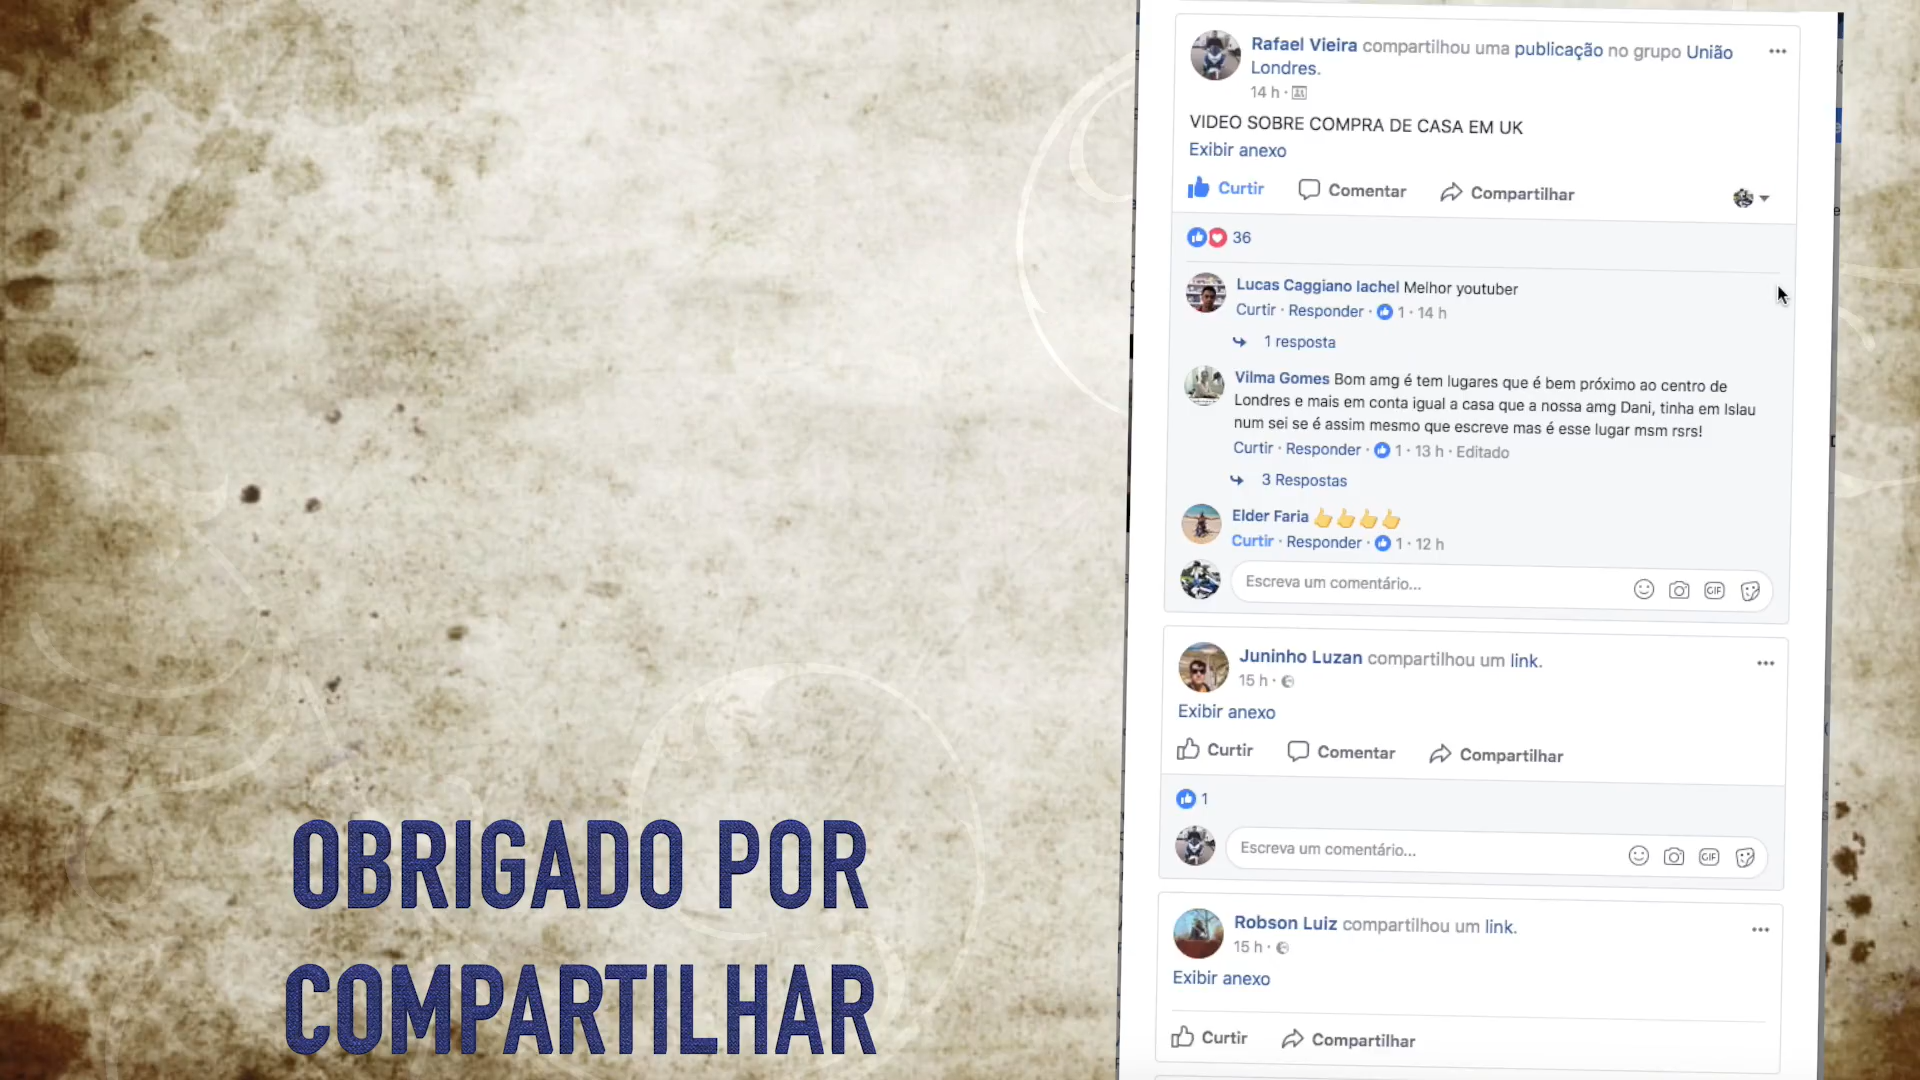 OBRIGADO POR
COMPARTILHAR
Rafael Vieira compartilhou uma publicação no grupo União
Londres.
14 h ·
VIDEO SOBRE COMPRA DE CASA EM UK
Exibir anexo
Curtir Comentar Compartilhar
36
Lucas Caggiano Iachel Melhor youtuber
Curtir · Responder · 1 · 14 h
1 resposta
Vilma Gomes Bom amg é tem lugares que é bem próximo ao centro de
Londres e mais em conta igual a casa que a nossa amg Dani, tinha em Islau
num sei se é assim mesmo que escreve mas é esse lugar msm rsrs!
Curtir · Responder · 1 · 13 h · Editado
3 Respostas
Elder Faria 👍👍👍👍
Curtir · Responder · 1 · 12 h
Escreva um comentário...
GIF
Juninho Luzan compartilhou um link.
15 h ·
Exibir anexo
Curtir Comentar Compartilhar
1
Escreva um comentário...
GIF
Robson Luiz compartilhou um link.
15 h ·
Exibir anexo
Curtir Compartilhar